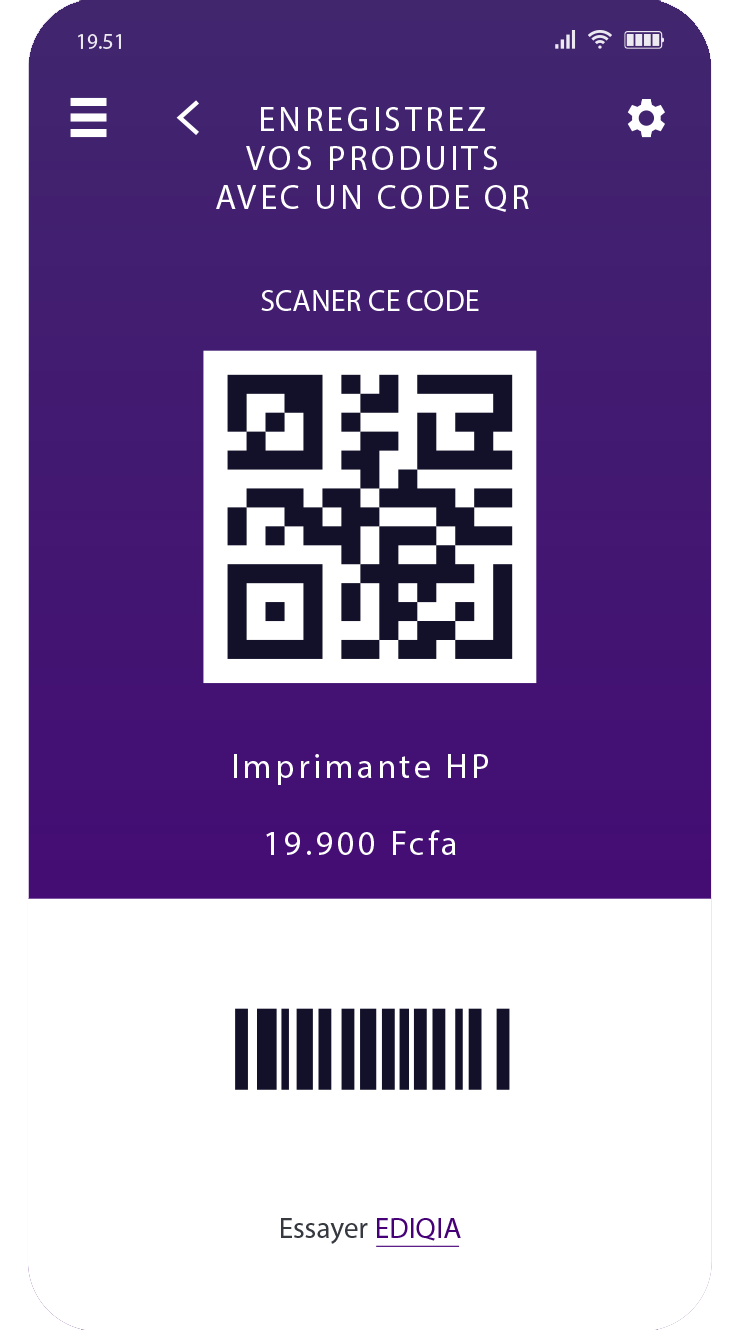 19.51
ENREGISTREZ
VOS PRODUITS
AVEC UN CODE QR
SCANER CE CODE
Imprimante HP
19.900 Fcfa
Essayer EDIQIA